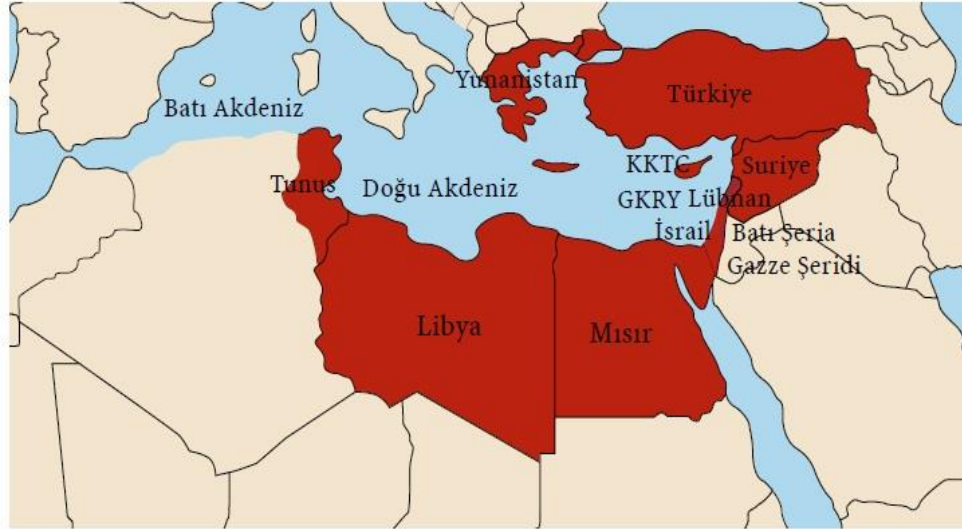 Yunanistan
Türkiye
Batı Akdeniz
KKTC
Suriye
Tunus
Doğu Akdeniz
GKRY Lübnan
İsrail
Batı Şeria
Gazze Şeridi
Libya
Mısır